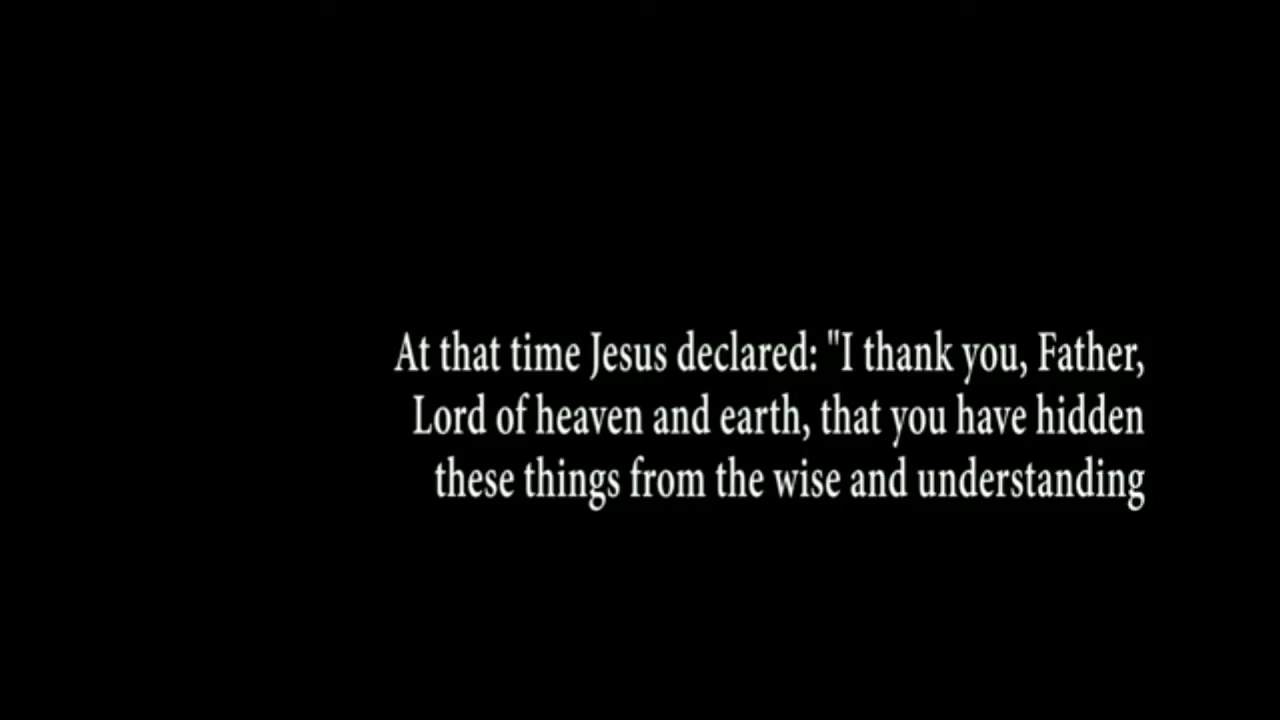 At that time Jesus declared: "I thank you, Father,
Lord of heaven and earth, that you have hidden
these things from the wise and understanding